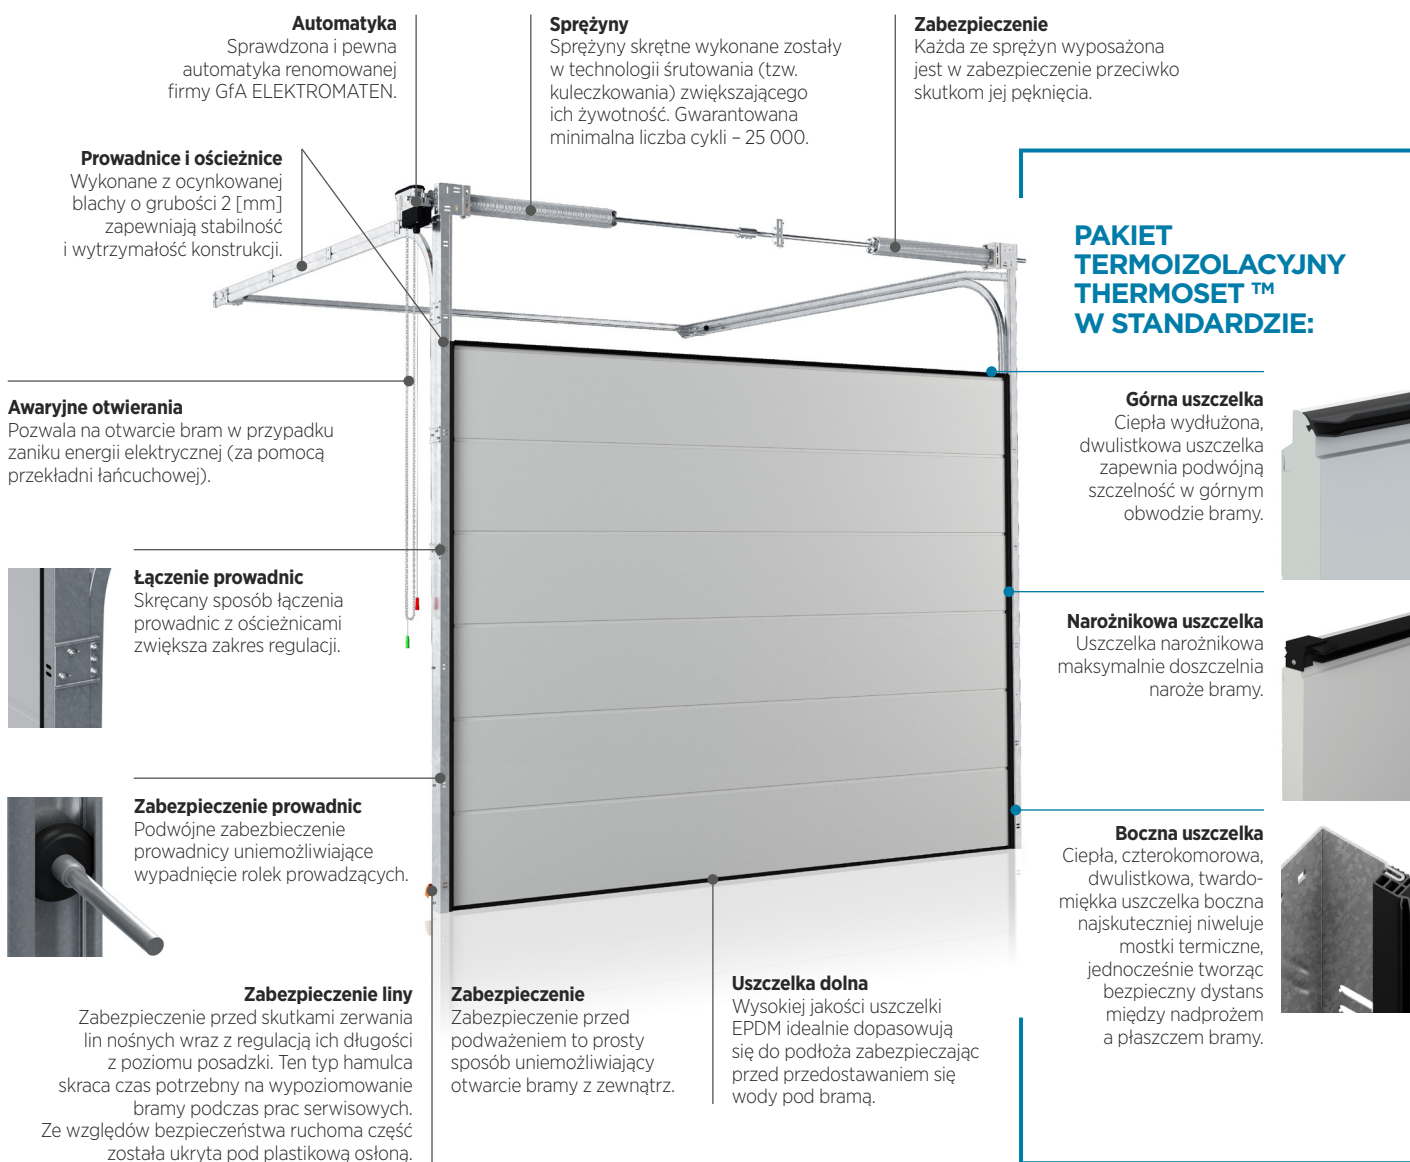 Automatyka
Sprawdzona i pewna
automatyka renomowanej
firmy GfA ELEKTROMATEN.
Sprężyny
Sprężyny skrętne wykonane zostały
w technologii śrutowania (tzw.
kuleczkowania) zwiększającego
ich żywotność. Gwarantowana
minimalna liczba cykli – 25 000.
Zabezpieczenie
Każda ze sprężyn wyposażona
jest w zabezpieczenie przeciwko
skutkom jej pęknięcia.
Prowadnice i ościeżnice
Wykonane z ocynkowanej
blachy o grubości 2 [mm]
zapewniają stabilność
i wytrzymałość konstrukcji.
PAKIET
TERMOIZOLACYJNY
THERMOSET ™
W STANDARDZIE:
Awaryjne otwierania
Pozwala na otwarcie bram w przypadku
zaniku energii elektrycznej (za pomocą
przekładni łańcuchowej).
Górna uszczelka
Ciepła wydłużona,
dwulistkowa uszczelka
zapewnia podwójną
szczelność w górnym
obwodzie bramy.
Łączenie prowadnic
Skręcany sposób łączenia
prowadnic z ościeżnicami
zwiększa zakres regulacji.
Narożnikowa uszczelka
Uszczelka narożnikowa
maksymalnie doszczelnia
naroże bramy.
Zabezpieczenie prowadnic
Podwójne zabezbieczenie
prowadnicy uniemożliwiające
wypadnięcie rolek prowadzących.
Boczna uszczelka
Ciepła, czterokomorowa,
dwulistkowa, twardo-
miękka uszczelka boczna
najskuteczniej niweluje
mostki termiczne,
jednocześnie tworząc
bezpieczny dystans
między nadprożem
a płaszczem bramy.
Zabezpieczenie liny
Zabezpieczenie przed skutkami zerwania
lin nośnych wraz z regulacją ich długości
z poziomu posadzki. Ten typ hamulca
skraca czas potrzebny na wypoziomowanie
bramy podczas prac serwisowych.
Ze względów bezpieczeństwa ruchoma część
została ukryta pod plastikową osłoną.
Zabezpieczenie
Zabezpieczenie przed
podważeniem to prosty
sposób uniemożliwiający
otwarcie bramy z zewnątrz.
Uszczelka dolna
Wysokiej jakości uszczelki
EPDM idealnie dopasowują
się do podłoża zabezpieczając
przed przedostawaniem się
wody pod bramą.